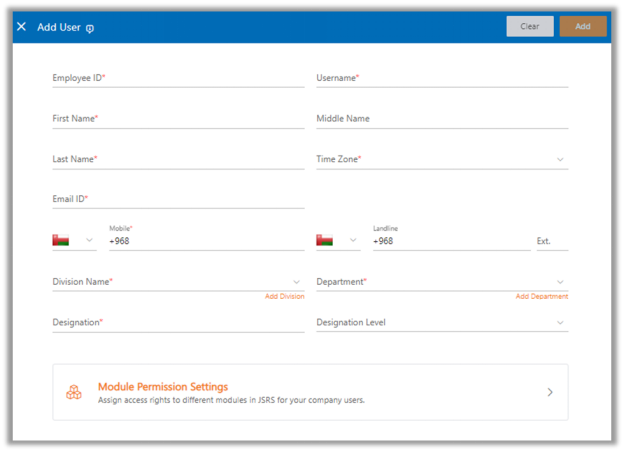 Add User
Clear
Add
Employee ID*
Username*
First Name*
Middle Name
Last Name*
Time Zone*
Email ID*
Mobile*
+968
Landline
+968
Ext.
Division Name*
Department*
Add Division
Add Department
Designation*
Designation Level
Module Permission Settings
Assign access rights to different modules in JSRS for your company users.